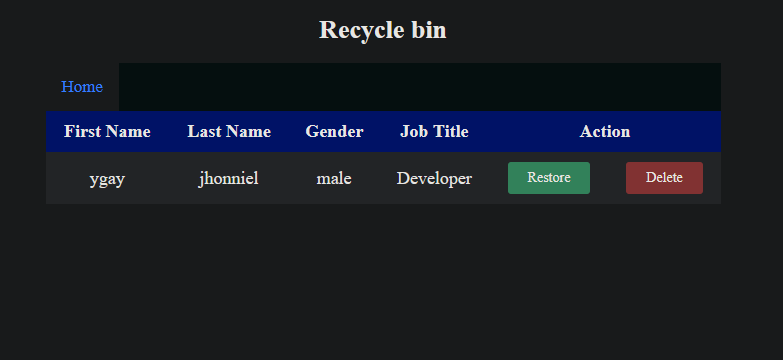 Recycle bin
Home
First Name Last Name Gender Job Title Action
ygay jhonniel male Developer Restore Delete